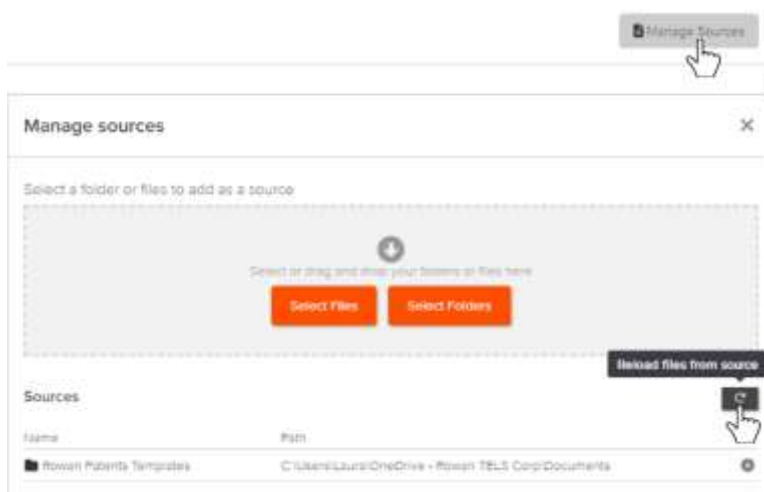 Manage Sources
Manage sources
Select a folder or files to add as a source
Select or drag and drop your folders or files here
Select Files Select Folders
Reload files from source
Sources
Name Path
Rowan Patents Templates C:\Users\Laura\OneDrive - Rowan TELS Corp\Documents